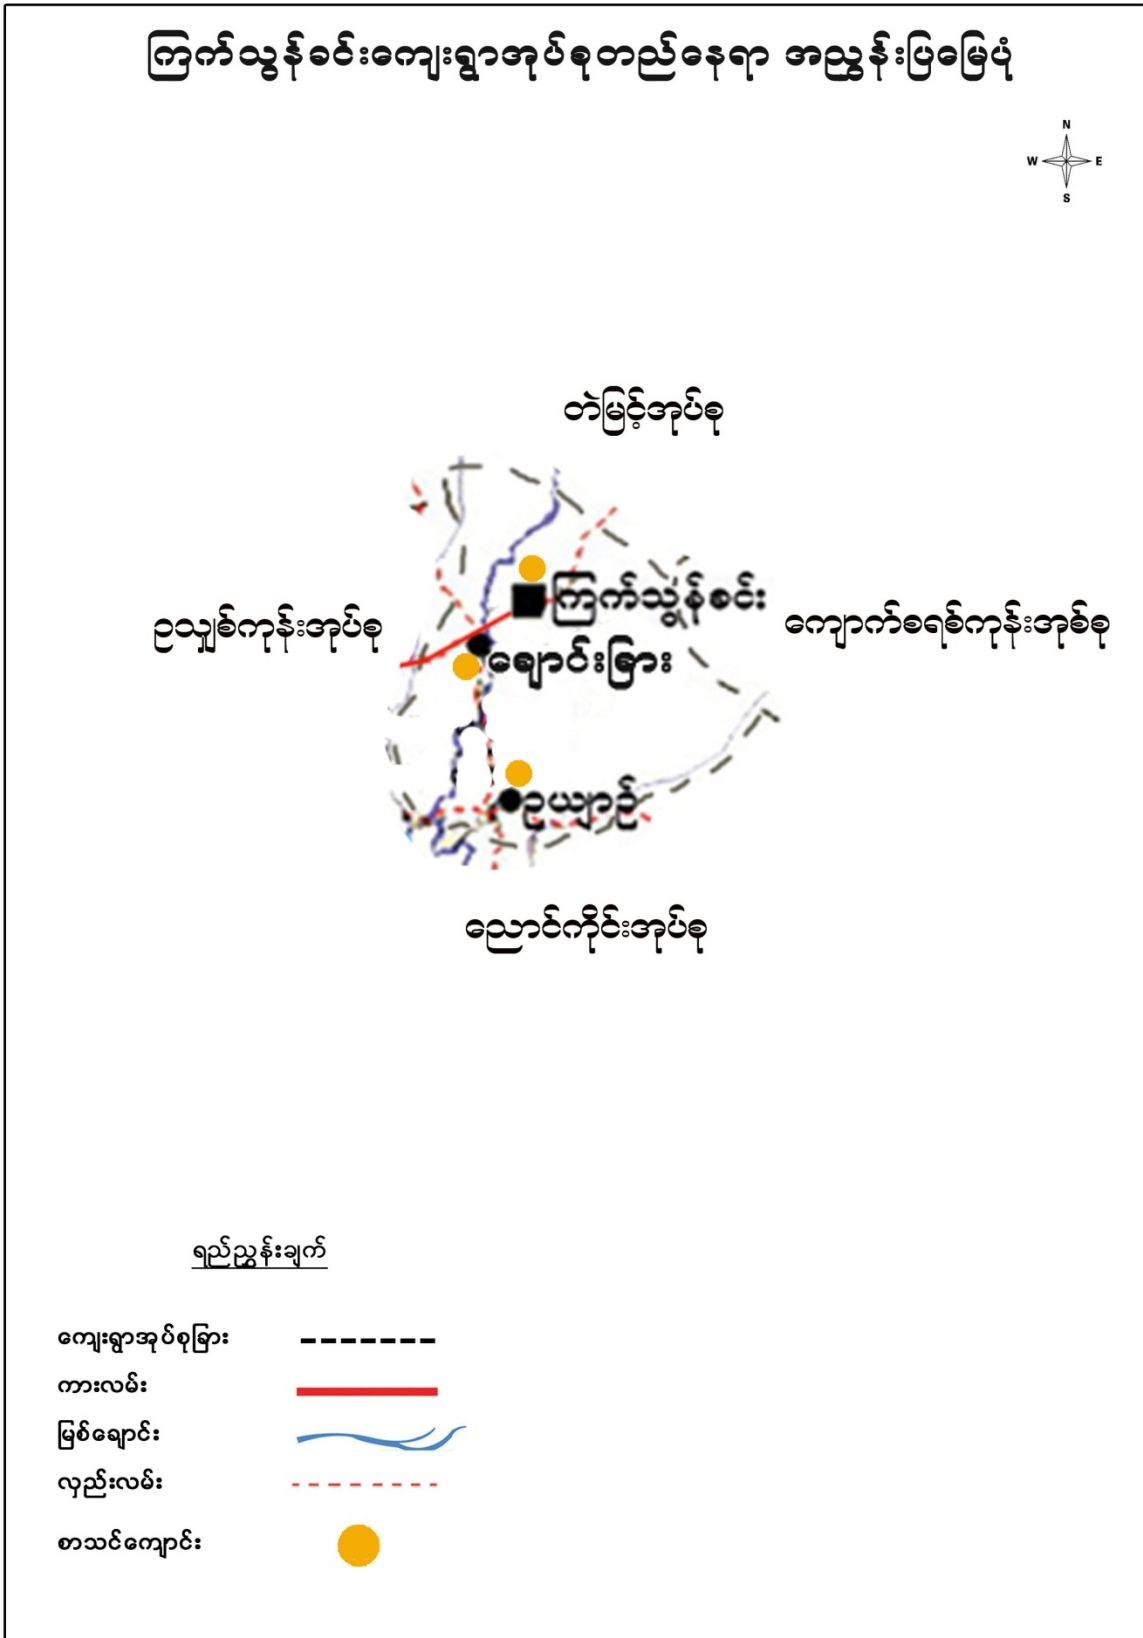 ကြက်သွန်ခင်းကျေးရွာအုပ်စုတည်နေရာ အညွှန်းပြမြေပုံ
N
W E
S
တဲမြင့်အုပ်စု
ကြက်သွန်စင်း
ဥသျှစ်ကုန်းအုပ်စု
ကျောက်စရစ်ကုန်းအုစ်စု
ချောင်းခြား
ဥယျာဉ်
ညောင်ကိုင်းအုပ်စု
ရည်ညွှန်းချက်
ကျေးရွာအုပ်စုခြား
ကားလမ်း
မြစ်ချောင်း
လှည်းလမ်း
စာသင်ကျောင်း